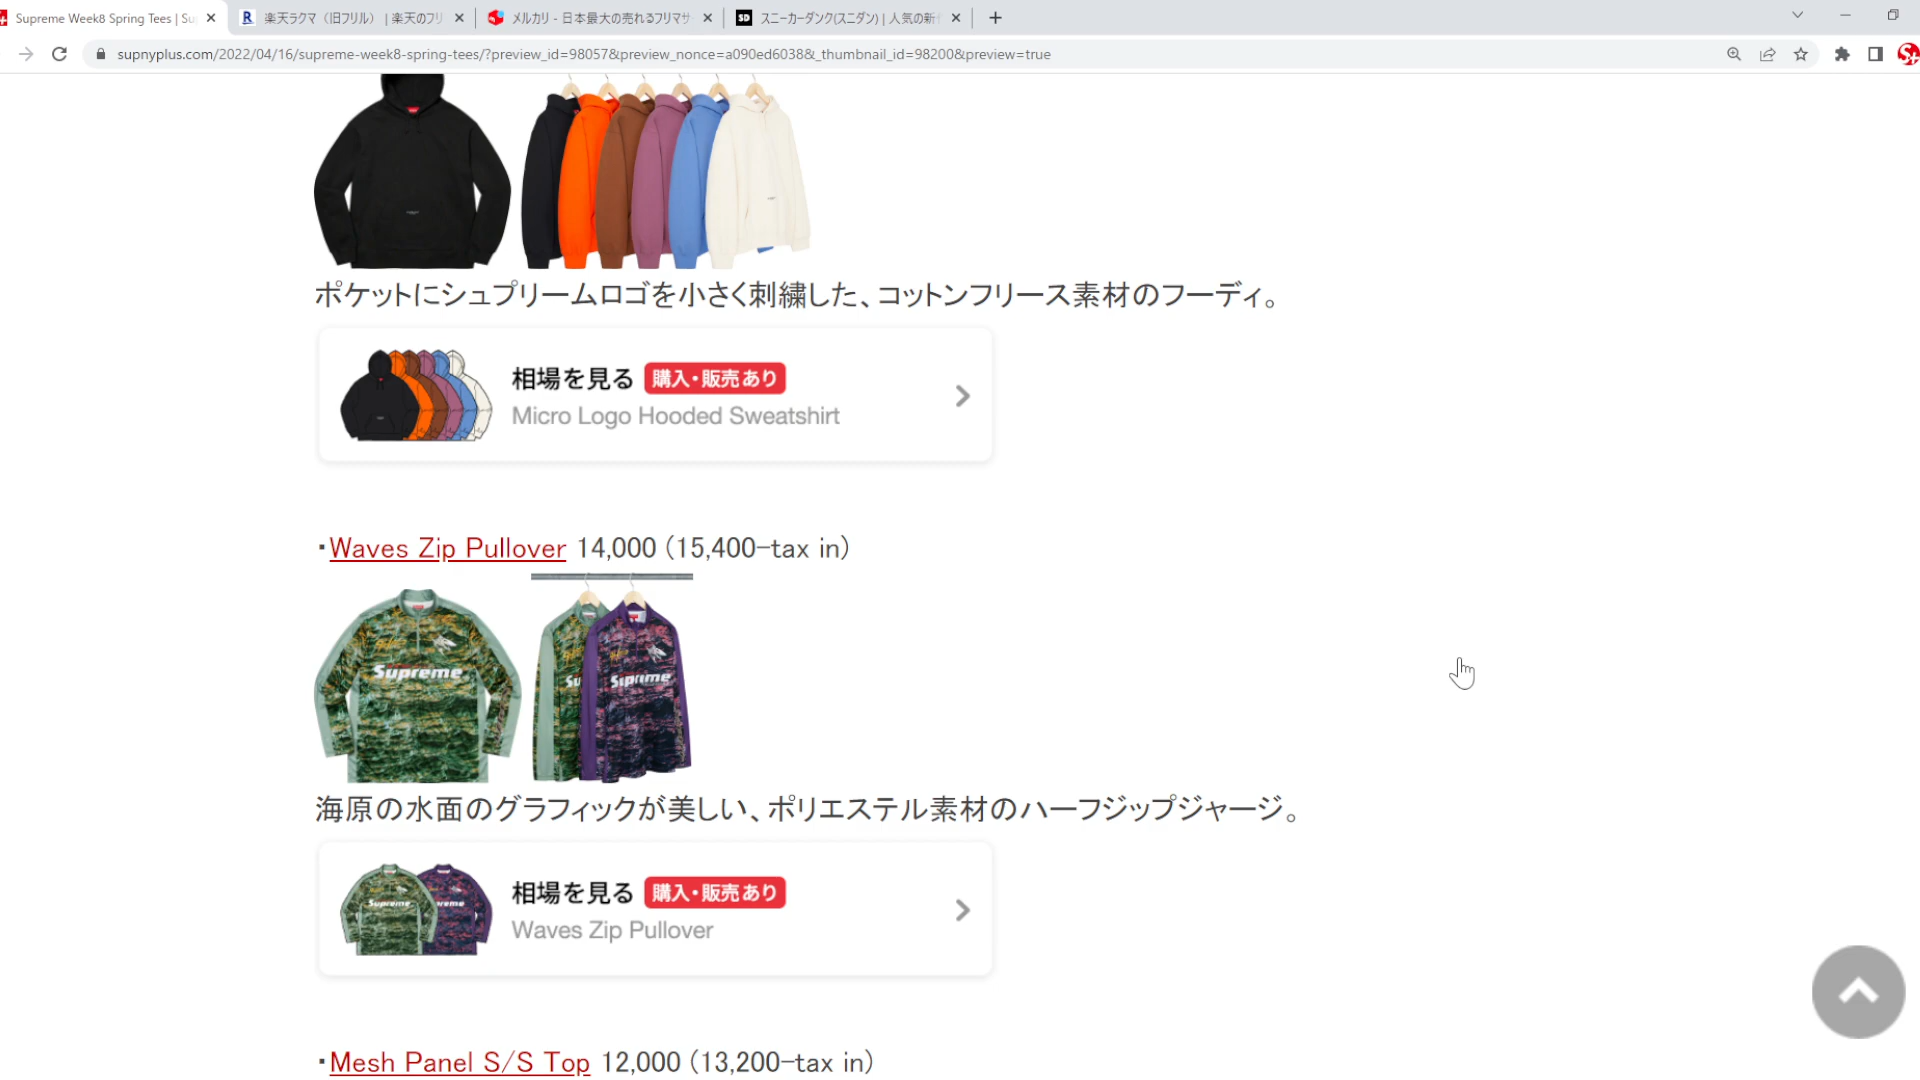 Supreme Week8 Spring Tees | Su
楽天ラクマ（旧フリル）| 楽天のフリ
メルカリ - 日本最大の売れるフリマサ
スニーカーダンク(スニダン) | 人気の新
supnyplus.com/2022/04/16/supreme-week8-spring-tees/?preview_id=98057&preview_nonce=a090ed6038&_thumbnail_id=98200&preview=true
ポケットにシュプリームロゴを小さく刺繍した、コットンフリース素材のフーディ。
相場を見る 購入・販売あり
Micro Logo Hooded Sweatshirt
・Waves Zip Pullover 14,000 (15,400-tax in)
Supreme
Supreme
海原の水面のグラフィックが美しい、ポリエステル素材のハーフジップジャージ。
相場を見る 購入・販売あり
Waves Zip Pullover
・Mesh Panel S/S Top 12,000 (13,200-tax in)